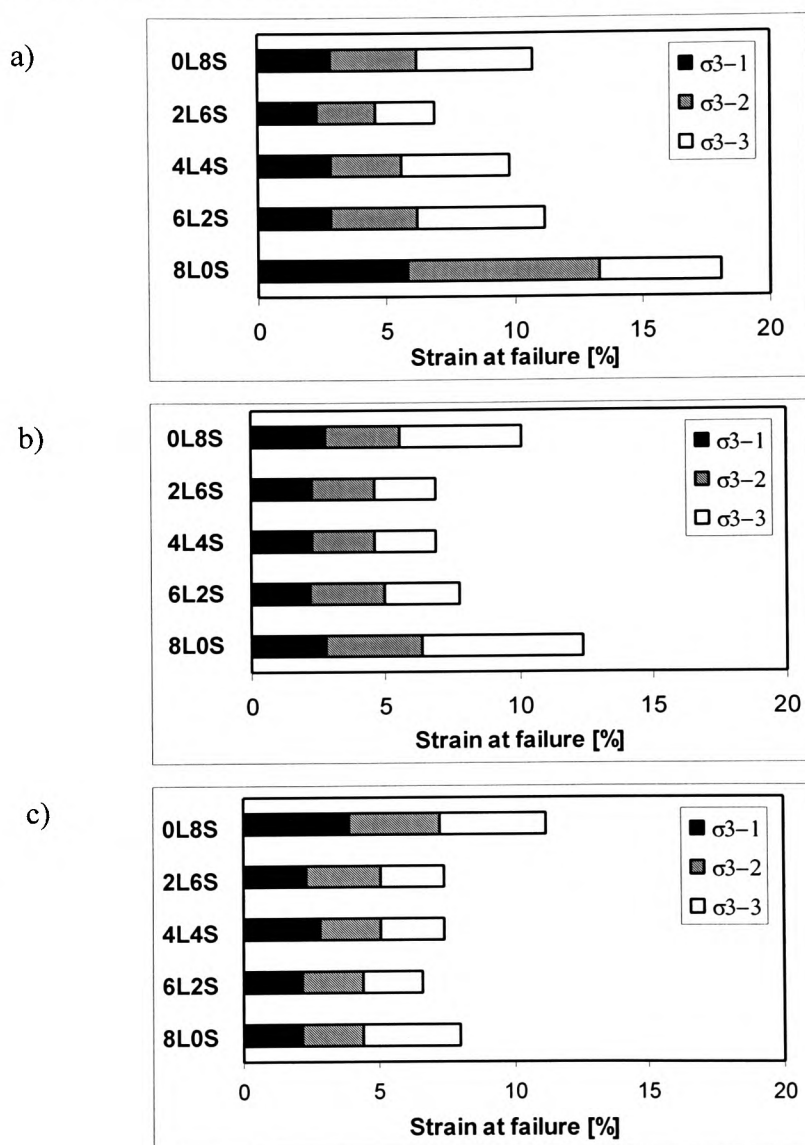 a)
0L8S
2L6S
4L4S
6L2S
8L0S
σ3−1
σ3−2
σ3−3
0 5 10 15 20
Strain at failure [%]
b)
0L8S
2L6S
4L4S
6L2S
8L0S
σ3−1
σ3−2
σ3−3
0 5 10 15 20
Strain at failure [%]
c)
0L8S
2L6S
4L4S
6L2S
8L0S
σ3−1
σ3−2
σ3−3
0 5 10 15 20
Strain at failure [%]